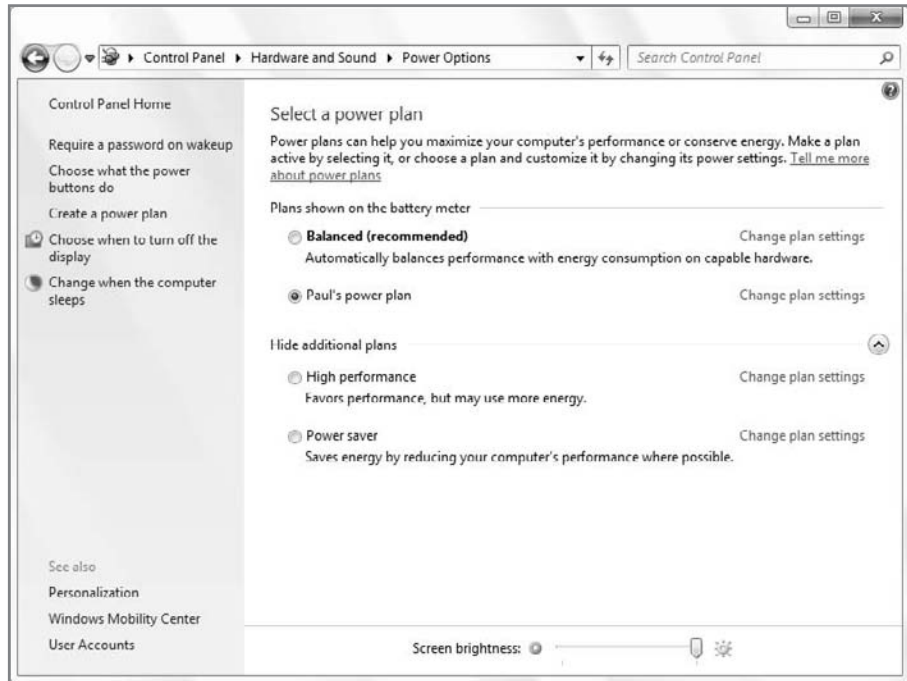 Control Panel Hardware and Sound Power Options Search Control Panel
Control Panel Home
Require a password on wakeup
Choose what the power
buttons do
Create a power plan
Choose when to turn off the
display
Change when the computer
sleeps
Select a power plan
Power plans can help you maximize your computer's performance or conserve energy. Make a plan
active by selecting it, or choose a plan and customize it by changing its power settings. Tell me more
about power plans
Plans shown on the battery meter
Balanced (recommended) Change plan settings
Automatically balances performance with energy consumption on capable hardware.
Paul's power plan Change plan settings
Hide additional plans
High performance Change plan settings
Favors performance, but may use more energy.
Power saver Change plan settings
Saves energy by reducing your computer's performance where possible.
See also
Personalization
Windows Mobility Center
User Accounts
Screen brightness: